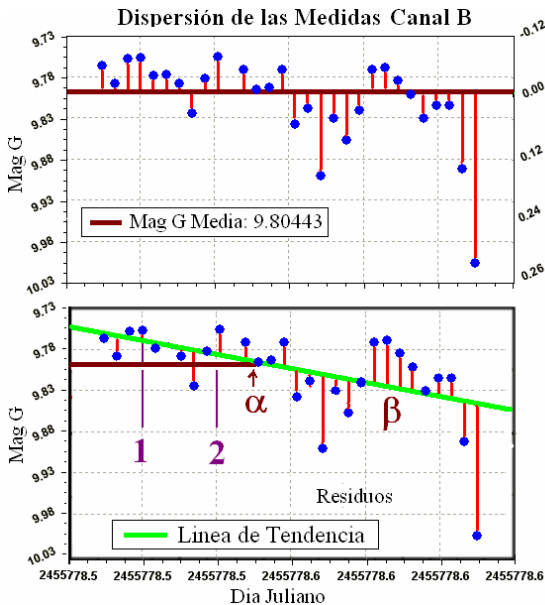 Dispersión de las Medidas Canal B
9.73
9.78
9.83
9.88
9.93
9.98
10.03
Mag G
-0.12
0.00
0.12
0.24
0.26
Mag G Media: 9.80443
9.73
9.78
9.83
9.88
9.93
9.98
10.03
Mag G
α
β
1
2
Residuos
Linea de Tendencia
2455778.5 2455778.5 2455778.5 2455778.6 2455778.6 2455778.6 2455778.6
Dia Juliano